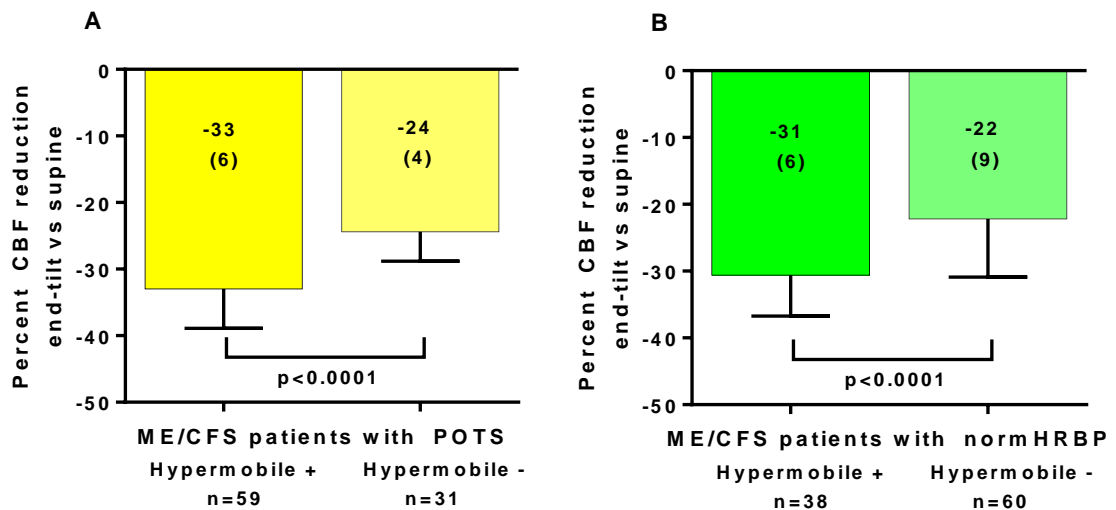 A
Percent CBF reduction
end-tilt vs supine
0
-10
-20
-30
-40
-50
-33
(6)
-24
(4)
p<0.0001
ME/CFS patients with POTS
Hypermobile +
n=59
Hypermobile -
n=31
B
Percent CBF reduction
end-tilt vs supine
0
-10
-20
-30
-40
-50
-31
(6)
-22
(9)
p<0.0001
ME/CFS patients with normHRBP
Hypermobile +
n=38
Hypermobile -
n=60